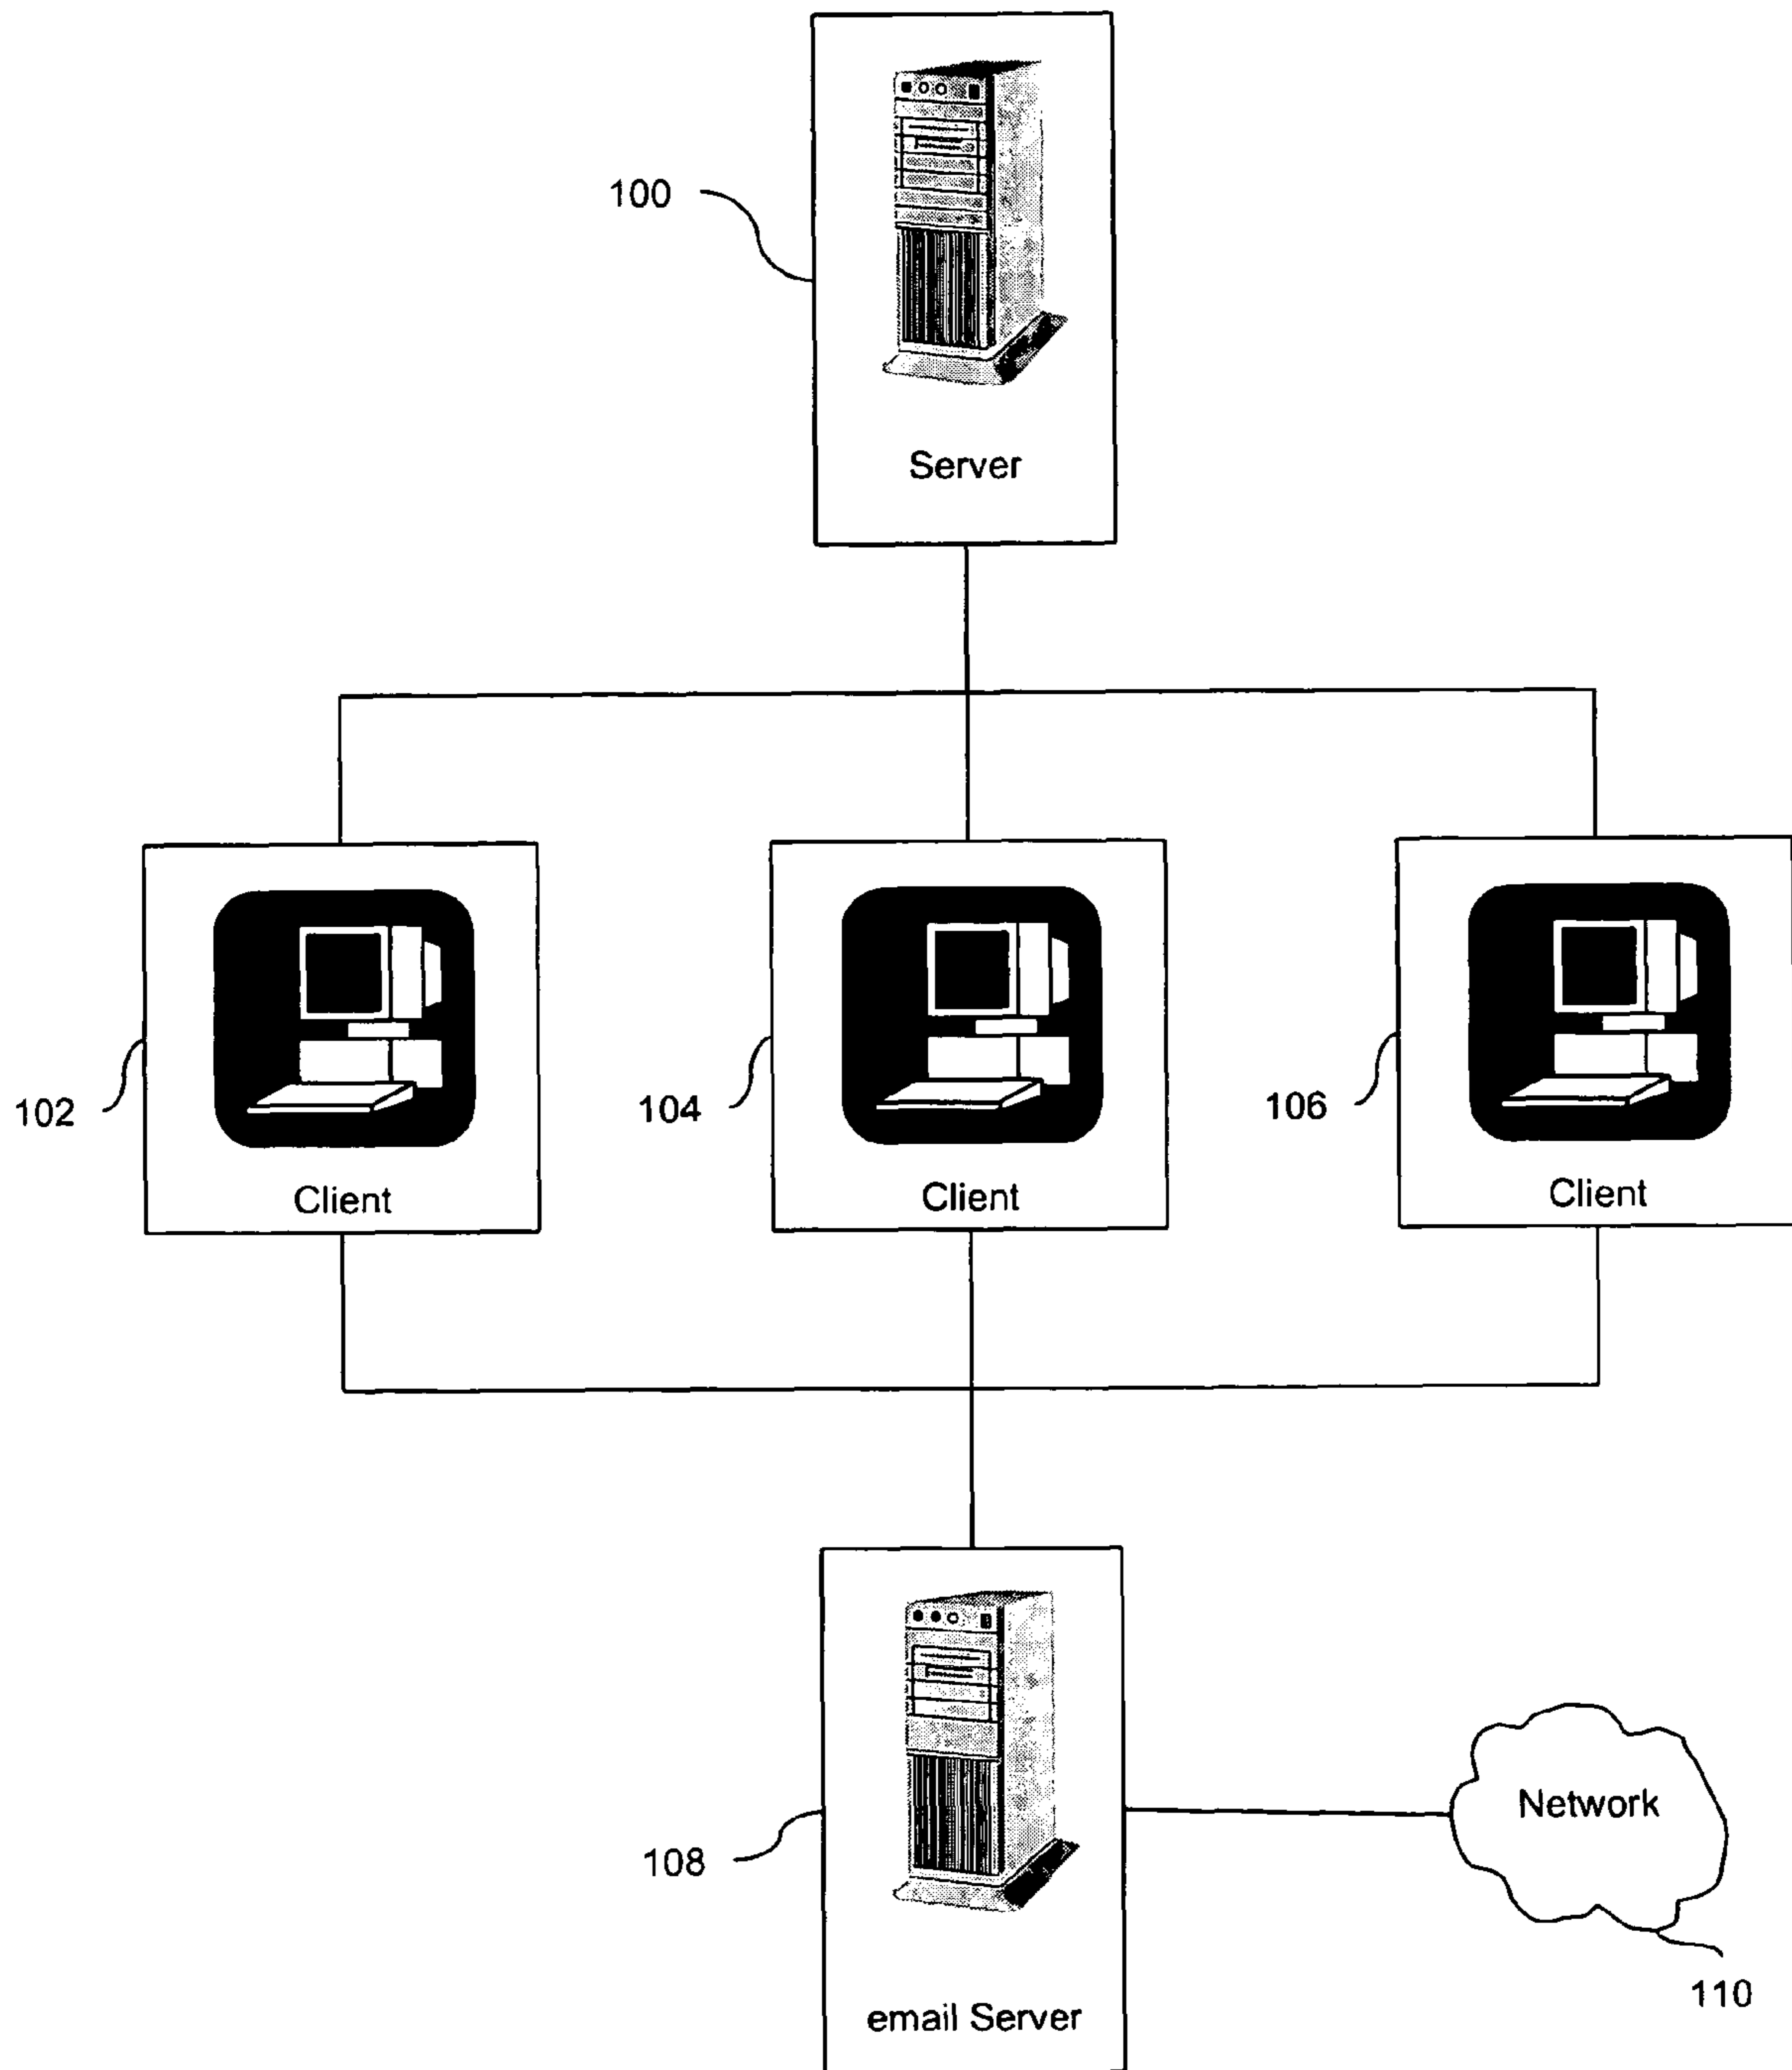 100
Server
102
Client
104
Client
106
Client
108
email Server
Network
110